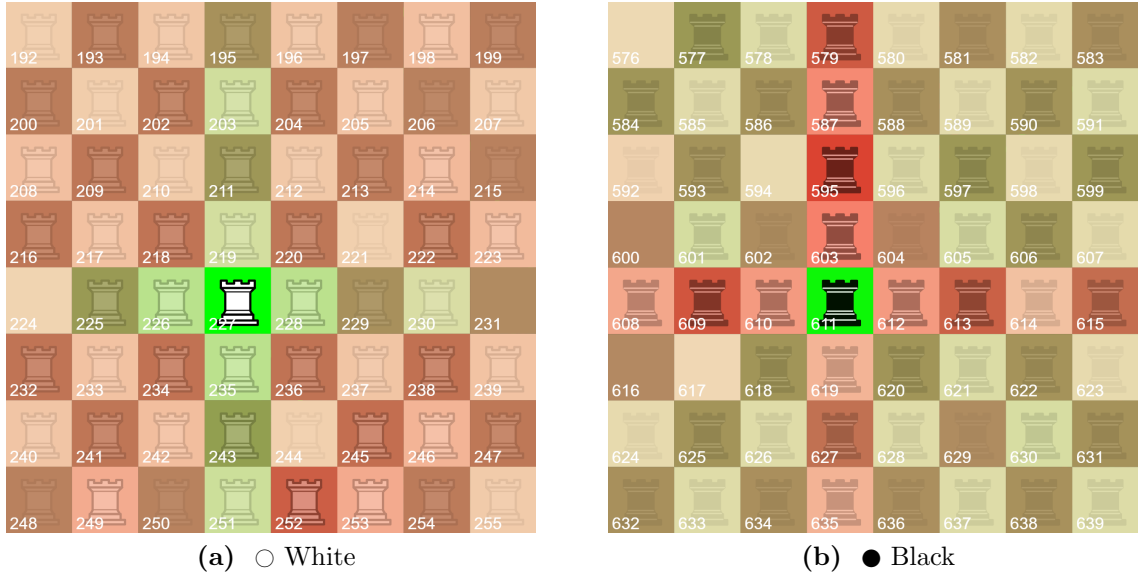 192 193 194 195 196 197 198 199
200 201 202 203 204 205 206 207
208 209 210 211 212 213 214 215
216 217 218 219 220 221 222 223
224 225 226 227 228 229 230 231
232 233 234 235 236 237 238 239
240 241 242 243 244 245 246 247
248 249 250 251 252 253 254 255
(a) ○ White
576 577 578 579 580 581 582 583
584 585 586 587 588 589 590 591
592 593 594 595 596 597 598 599
600 601 602 603 604 605 606 607
608 609 610 611 612 613 614 615
616 617 618 619 620 621 622 623
624 625 626 627 628 629 630 631
632 633 634 635 636 637 638 639
(b) ● Black